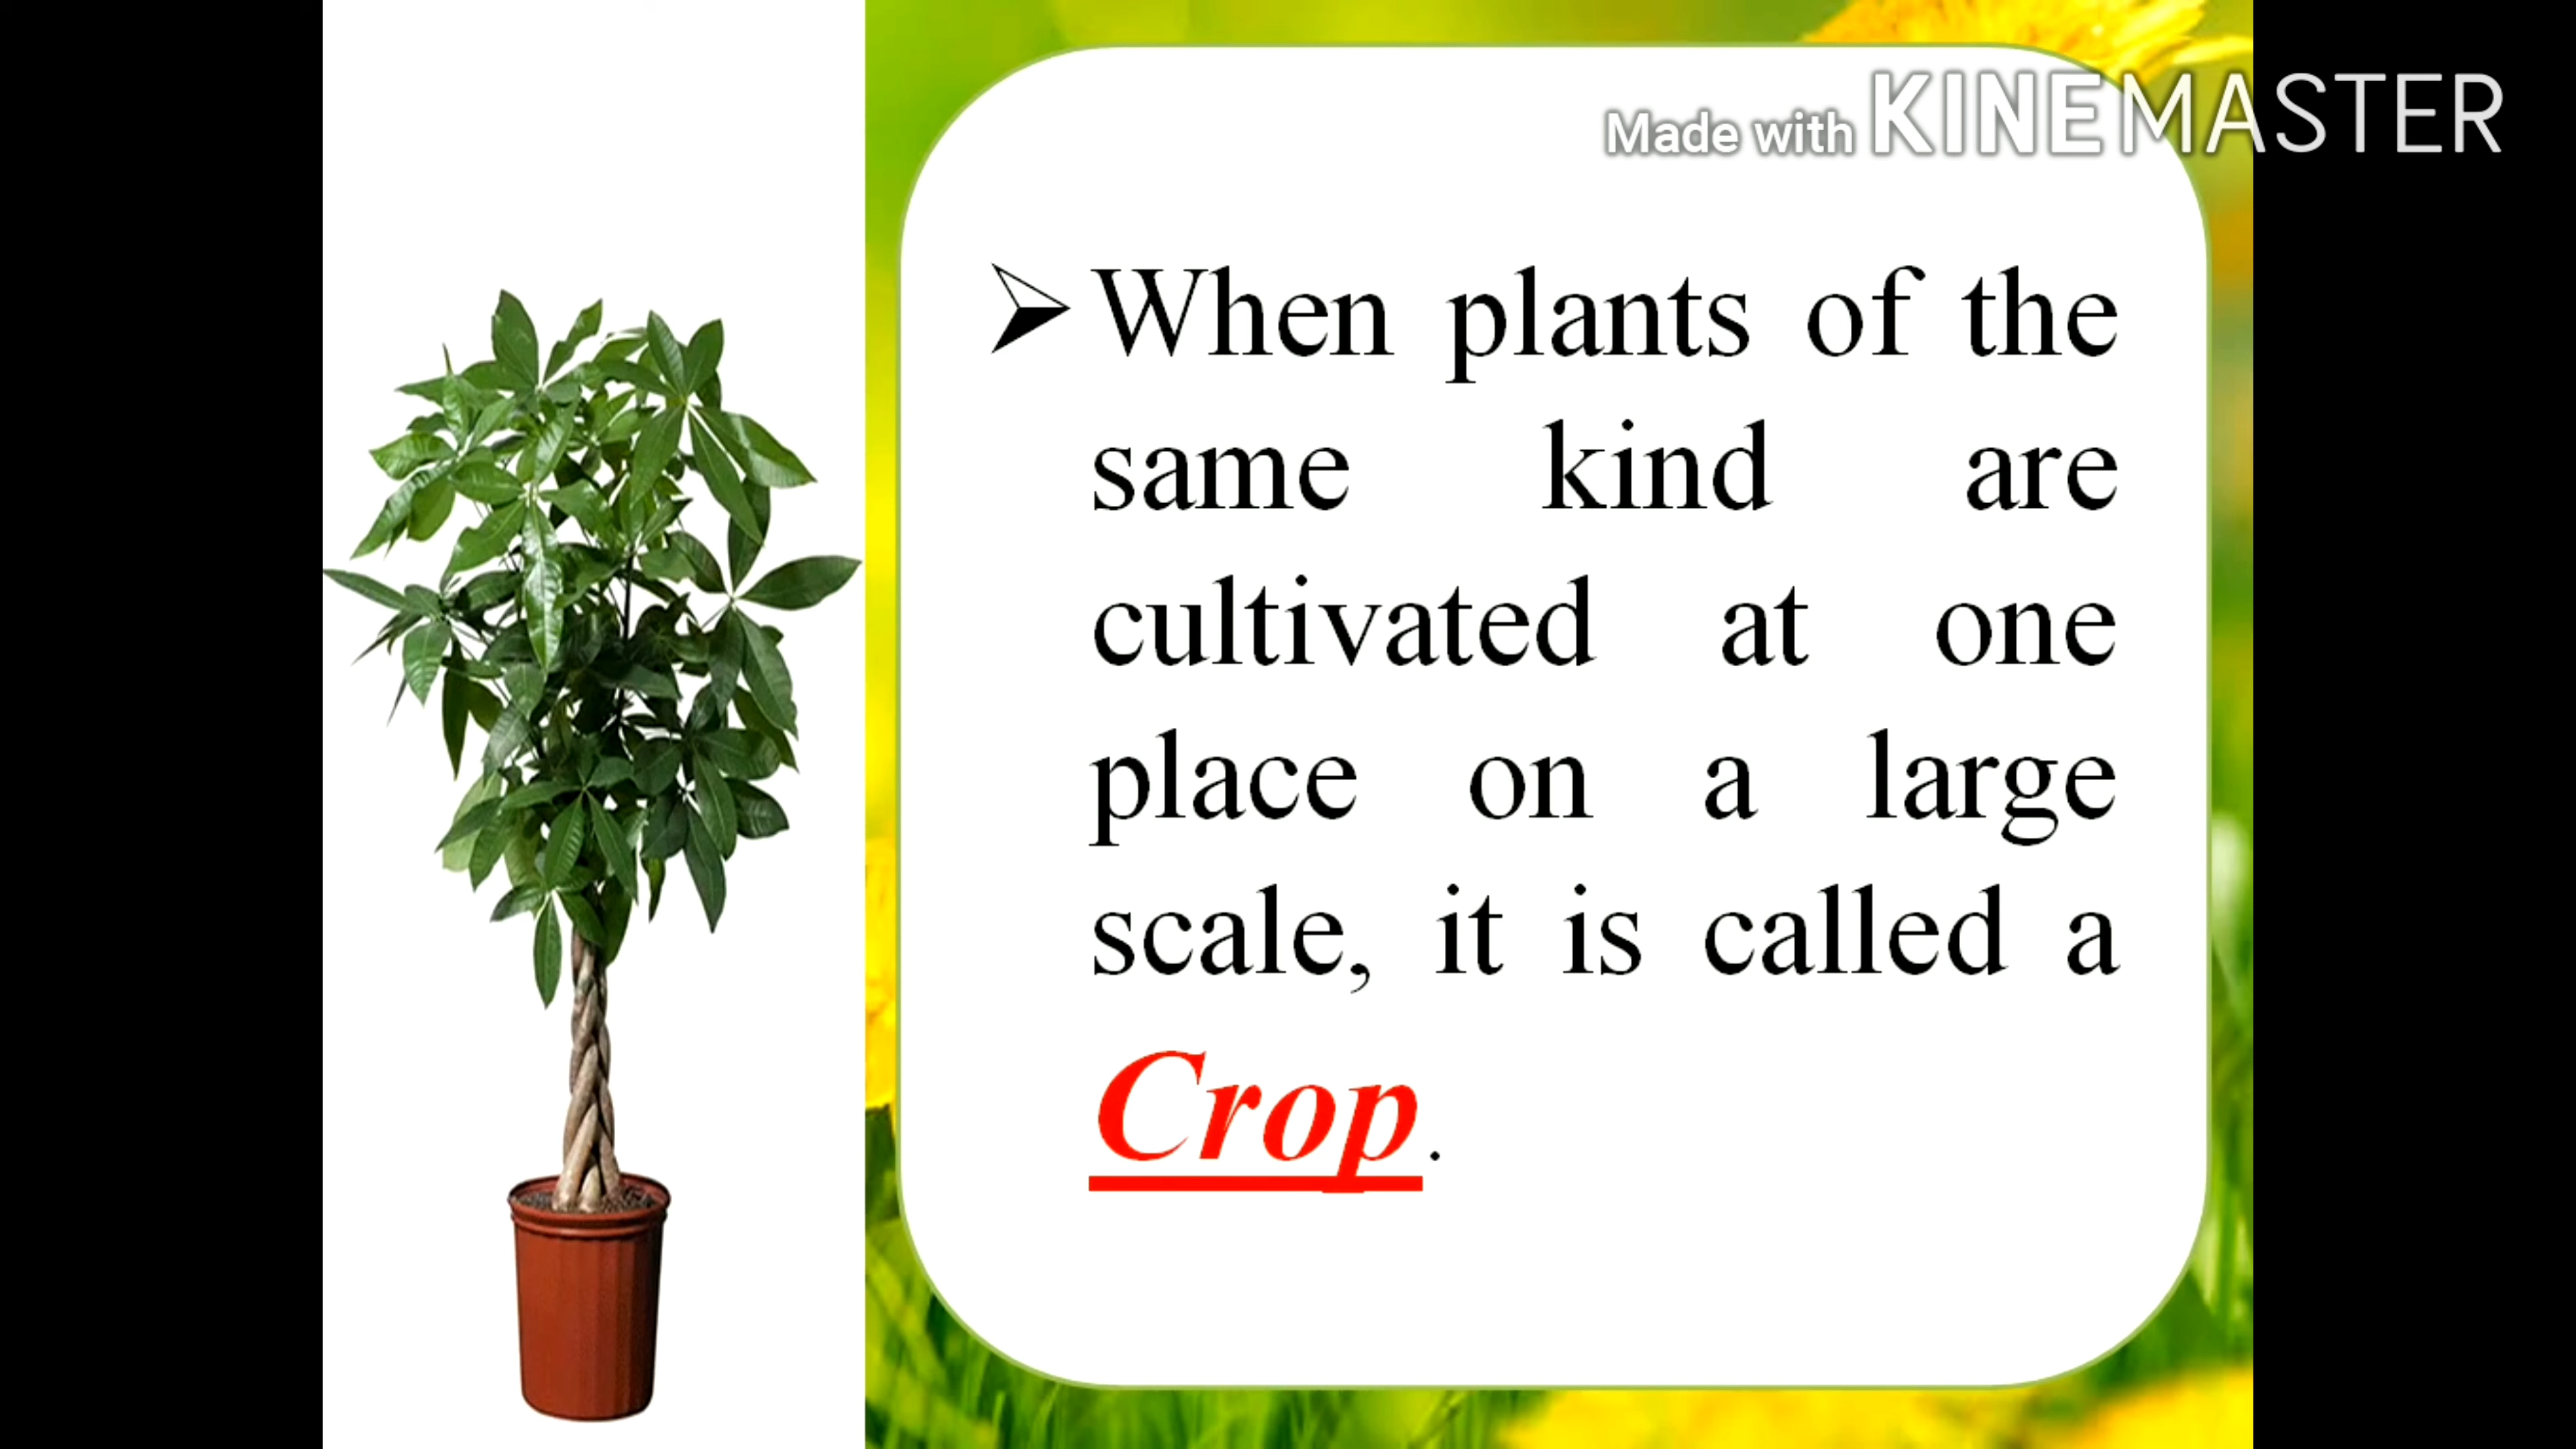 Made with KINEMASTER
➢ When plants of the
same kind are
cultivated at one
place on a large
scale, it is called a
Crop.